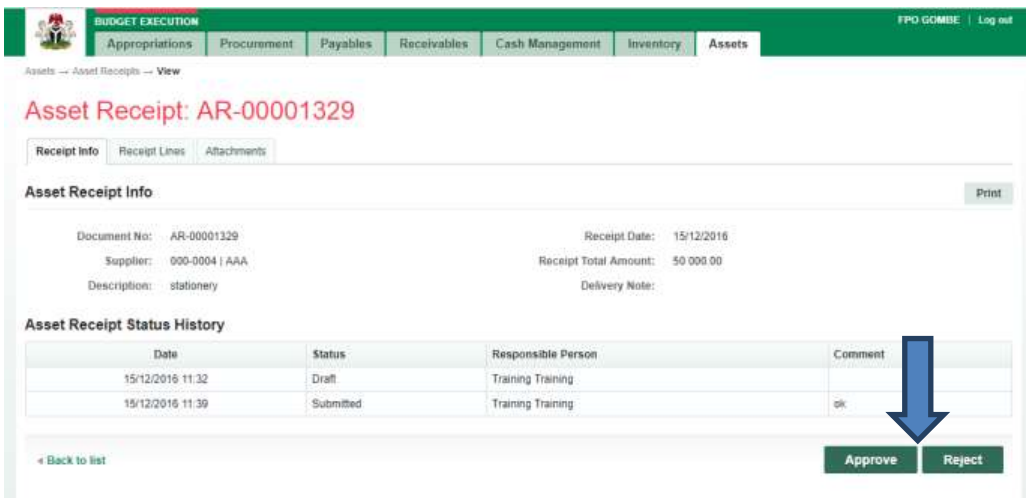 BUDGET EXECUTION
FPO GOMBE | Log out
Appropriations Procurement Payables Receivables Cash Management Inventory Assets
Assets → Asset Receipts → View
Asset Receipt: AR-00001329
Receipt Info Receipt Lines Attachments
Asset Receipt Info Print
Document No: AR-00001329 Receipt Date: 15/12/2016
Supplier: 000-0004 | AAA Receipt Total Amount: 50 000.00
Description: stationery Delivery Note:
Asset Receipt Status History
Date Status Responsible Person Comment
15/12/2016 11:32 Draft Training Training
15/12/2016 11:39 Submitted Training Training ok
◂ Back to list Approve Reject